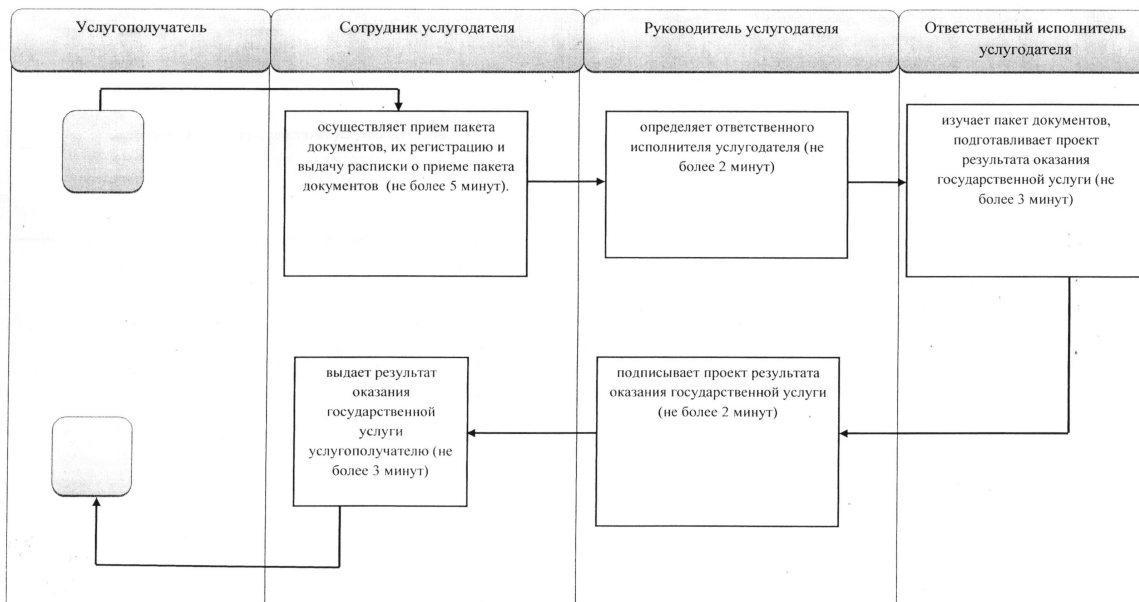 Услугополучатель
Сотрудник услугодателя
Руководитель услугодателя
Ответственный исполнитель
услугодателя
осуществляет прием пакета
документов, их регистрацию и
выдачу расписки о приеме пакета
документов (не более 5 минут).
определяет ответственного
исполнителя услугодателя (не
более 2 минут)
изучает пакет документов,
подготавливает проект
результата оказания
государственной услуги (не
более 3 минут)
выдает результат
оказания
государственной
услуги
услугополучателю (не
более 3 минут)
подписывает проект результата
оказания государственной услуги
(не более 2 минут)